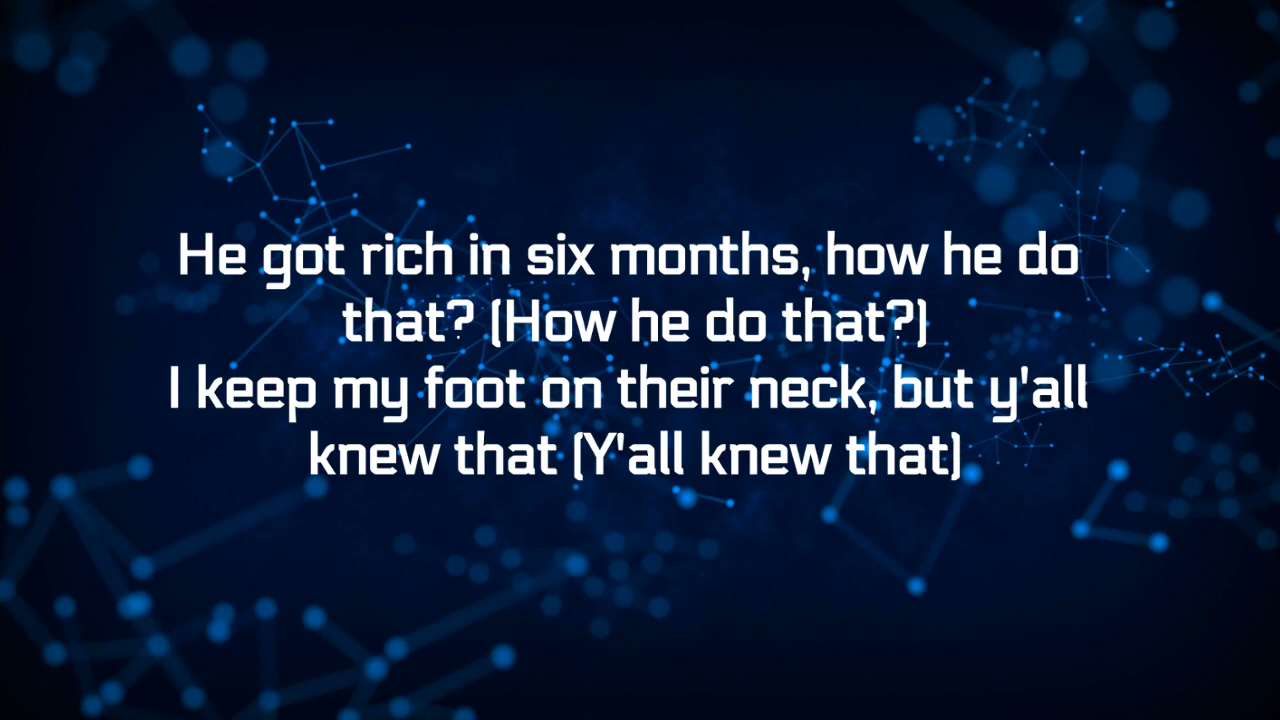 He got rich in six months, how he do
that? (How he do that?)
I keep my foot on their neck, but y'all
knew that (Y'all knew that)